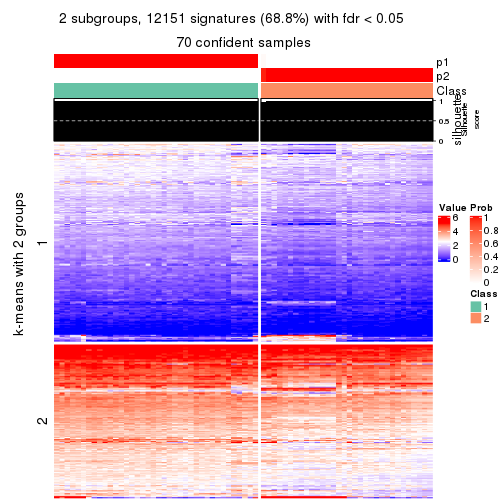 2 subgroups, 12151 signatures (68.8%) with fdr < 0.05
70 confident samples
p1
p2
Class
silhouette
Silhouette
score
1
0.5
0
k-means with 2 groups
1
2
Value
6
4
2
0
Prob
1
0.8
0.6
0.4
0.2
0
Class
1
2